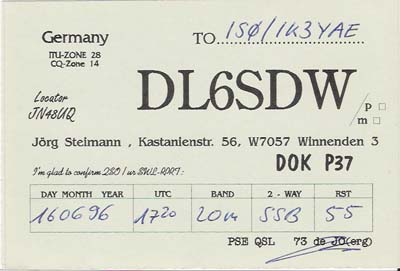 Germany
TO IS0/IK3YAE
ITU-ZONE 28
CQ-Zone 14
Locator
JN48UQ
DL6SDW /p
m
Jörg Steimann , Kastanienstr. 56, W7057 Winnenden 3
DOK P37
I'm glad to confirm QSO / ur SWL-RPRT:
DAY MONTH YEAR UTC BAND 2 - WAY RST
160696 1720 20m SSB 55
PSE QSL 73 de JO(erg)